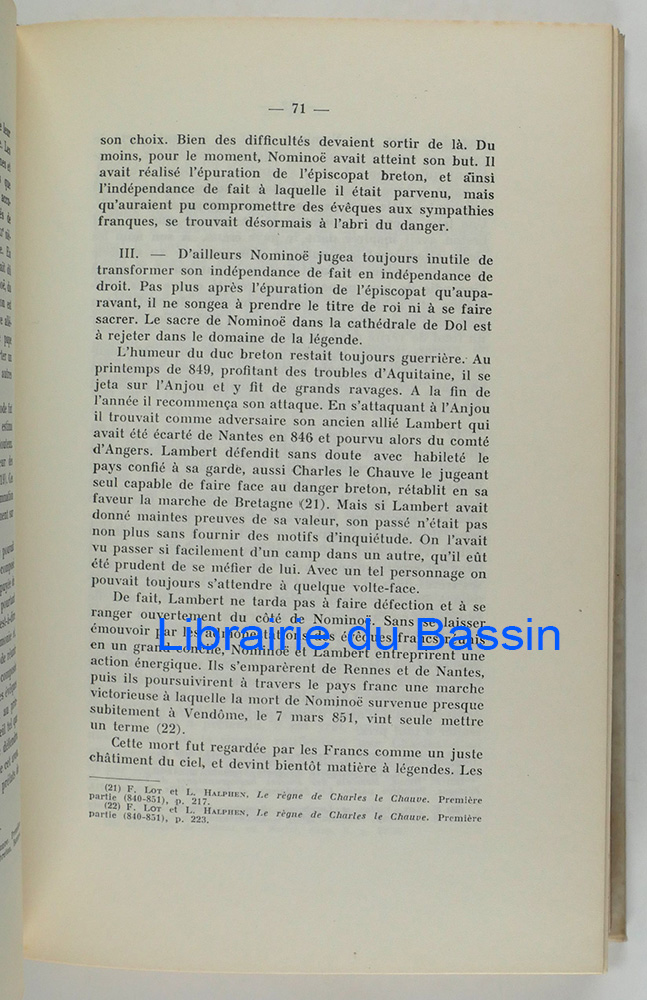 — 71 —
son choix. Bien des difficultés devaient sortir de là. Du
moins, pour le moment, Nominoë avait atteint son but. Il
avait réalisé l'épuration de l'épiscopat breton, et ainsi
l'indépendance de fait à laquelle il était parvenu, mais
qu'auraient pu compromettre des évêques aux sympathies
franques, se trouvait désormais à l'abri du danger.
III. — D'ailleurs Nominoë jugea toujours inutile de
transformer son indépendance de fait en indépendance de
droit. Pas plus après l'épuration de l'épiscopat qu'aupa-
ravant, il ne songea à prendre le titre de roi ni à se faire
sacrer. Le sacre de Nominoë dans la cathédrale de Dol est
à rejeter dans le domaine de la légende.
L'humeur du duc breton restait toujours guerrière. Au
printemps de 849, profitant des troubles d'Aquitaine, il se
jeta sur l'Anjou et y fit de grands ravages. A la fin de
l'année il recommença son attaque. En s'attaquant à l'Anjou
il trouvait comme adversaire son ancien allié Lambert qui
avait été écarté de Nantes en 846 et pourvu alors du comté
d'Angers. Lambert défendit sans doute avec habileté le
pays confié à sa garde, aussi Charles le Chauve le jugeant
seul capable de faire face au danger breton, rétablit en sa
faveur la marche de Bretagne (21). Mais si Lambert avait
donné maintes preuves de sa valeur, son passé n'était pas
non plus sans fournir des motifs d'inquiétude. On l'avait
vu passer si facilement d'un camp dans un autre, qu'il eût
été prudent de se méfier de lui. Avec un tel personnage on
pouvait toujours s'attendre à quelque volte-face.
De fait, Lambert ne tarda pas à faire défection et à se
ranger ouvertement du côté de Nominoë. Sans se laisser
émouvoir par les admonestations des évêques francs réunis
Librairie du Bassin
en un grand concile, Nominoë et Lambert entreprirent une
action énergique. Ils s'emparèrent de Rennes et de Nantes,
puis ils poursuivirent à travers le pays franc une marche
victorieuse à laquelle la mort de Nominoë survenue presque
subitement à Vendôme, le 7 mars 851, vint seule mettre
un terme (22).
Cette mort fut regardée par les Francs comme un juste
châtiment du ciel, et devint bientôt matière à légendes. Les
(21) F. LOT et L. HALPHEN, Le règne de Charles le Chauve. Première
partie (840-851), p. 217.
(22) F. LOT et L. HALPHEN, Le règne de Charles le Chauve. Première
partie (840-851), p. 223.